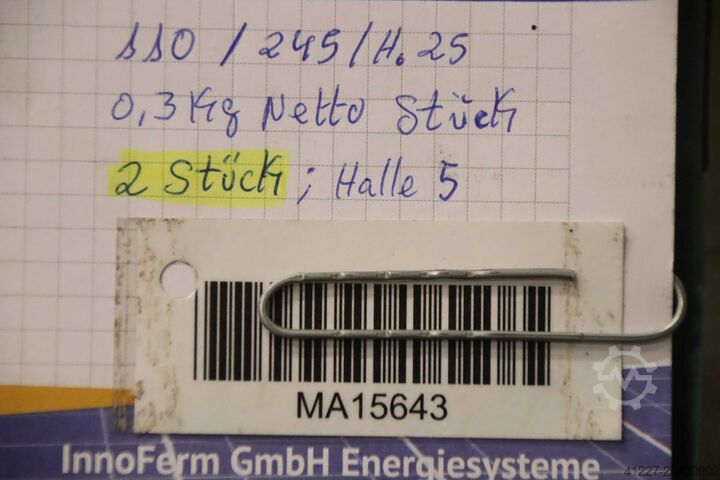 110 / 245 / H. 25
0,3 Kg Netto Stück
2 Stück ; Halle 5
MA15643
InnoFerm GmbH Energiesysteme